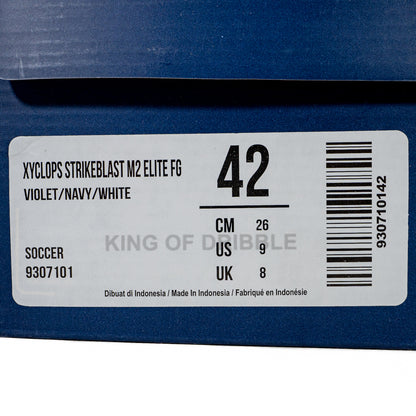 XYCLOPS STRIKEBLAST M2 ELITE FG
VIOLET/NAVY/WHITE
SOCCER
9307101
42
CM 26
US 9
UK 8
KING OF DRIBBLE
Dibuat di Indonesia / Made In Indonesia / Fabriqué en Indonésie
930710142